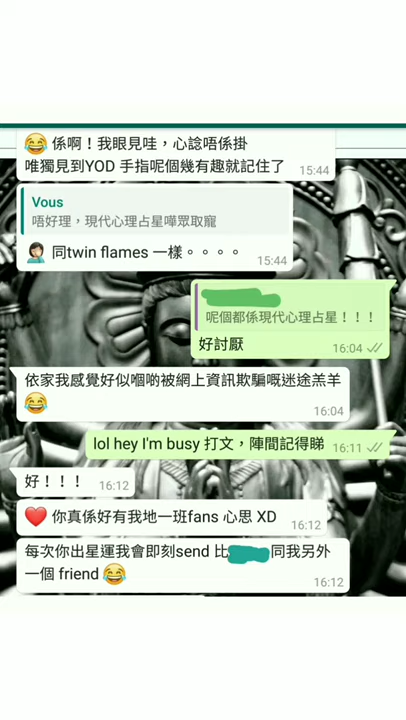 😂 係啊！我眼見哇，心諗唔係掛
唯獨見到YOD 手指呢個幾有趣就記住了
15:44
Vous
唔好理，現代心理占星嘩眾取寵
🤦🏻‍♀️ 同twin flames 一樣。。。。
15:44
呢個都係現代心理占星！！！
好討厭
16:04
依家我感覺好似嗰啲被網上資訊欺騙嘅迷途羔羊
😂
16:04
lol hey I'm busy 打文，陣間記得睇
16:11
好！！！
16:12
❤️ 你真係好有我地一班fans 心思 XD
16:12
每次你出星運我會即刻send 比 同我另外
一個 friend 😂
16:12